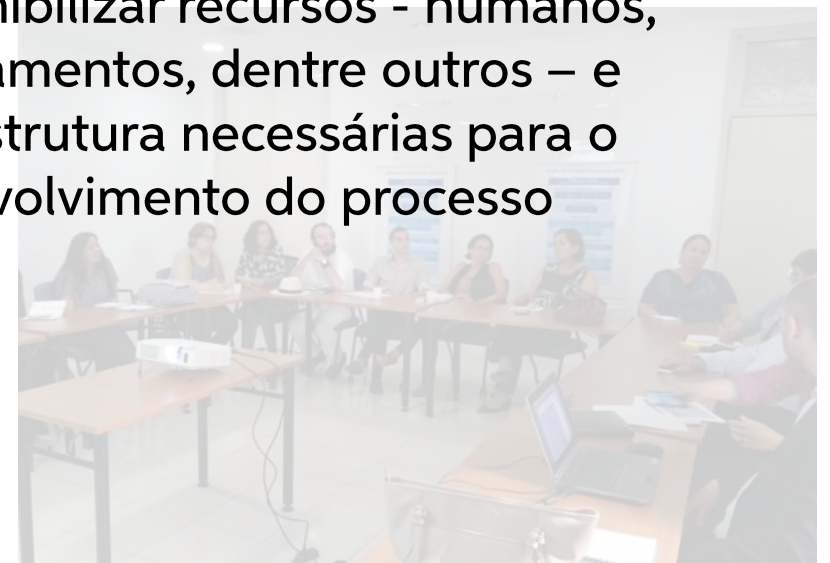 nibilizar recursos - humanos,
amentos, dentre outros – e
strutura necessárias para o
volvimento do processo